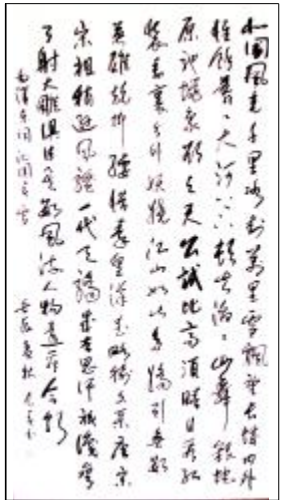 北國風光千里冰封萬里雪飄望長城内外
惟餘莽々大河上下頓失滔々山舞銀蛇
原馳蠟象欲與天公試比高須晴日看紅
裝素裹分外妖嬈江山如此多嬌引無數
英雄競折腰惜秦皇漢武略輸文采唐宗
宋祖稍遜風騷一代天驕成吉思汗祇識彎
弓射大雕俱往矣數風流人物還看今朝
毛澤東詞沁園春雪 壬辰